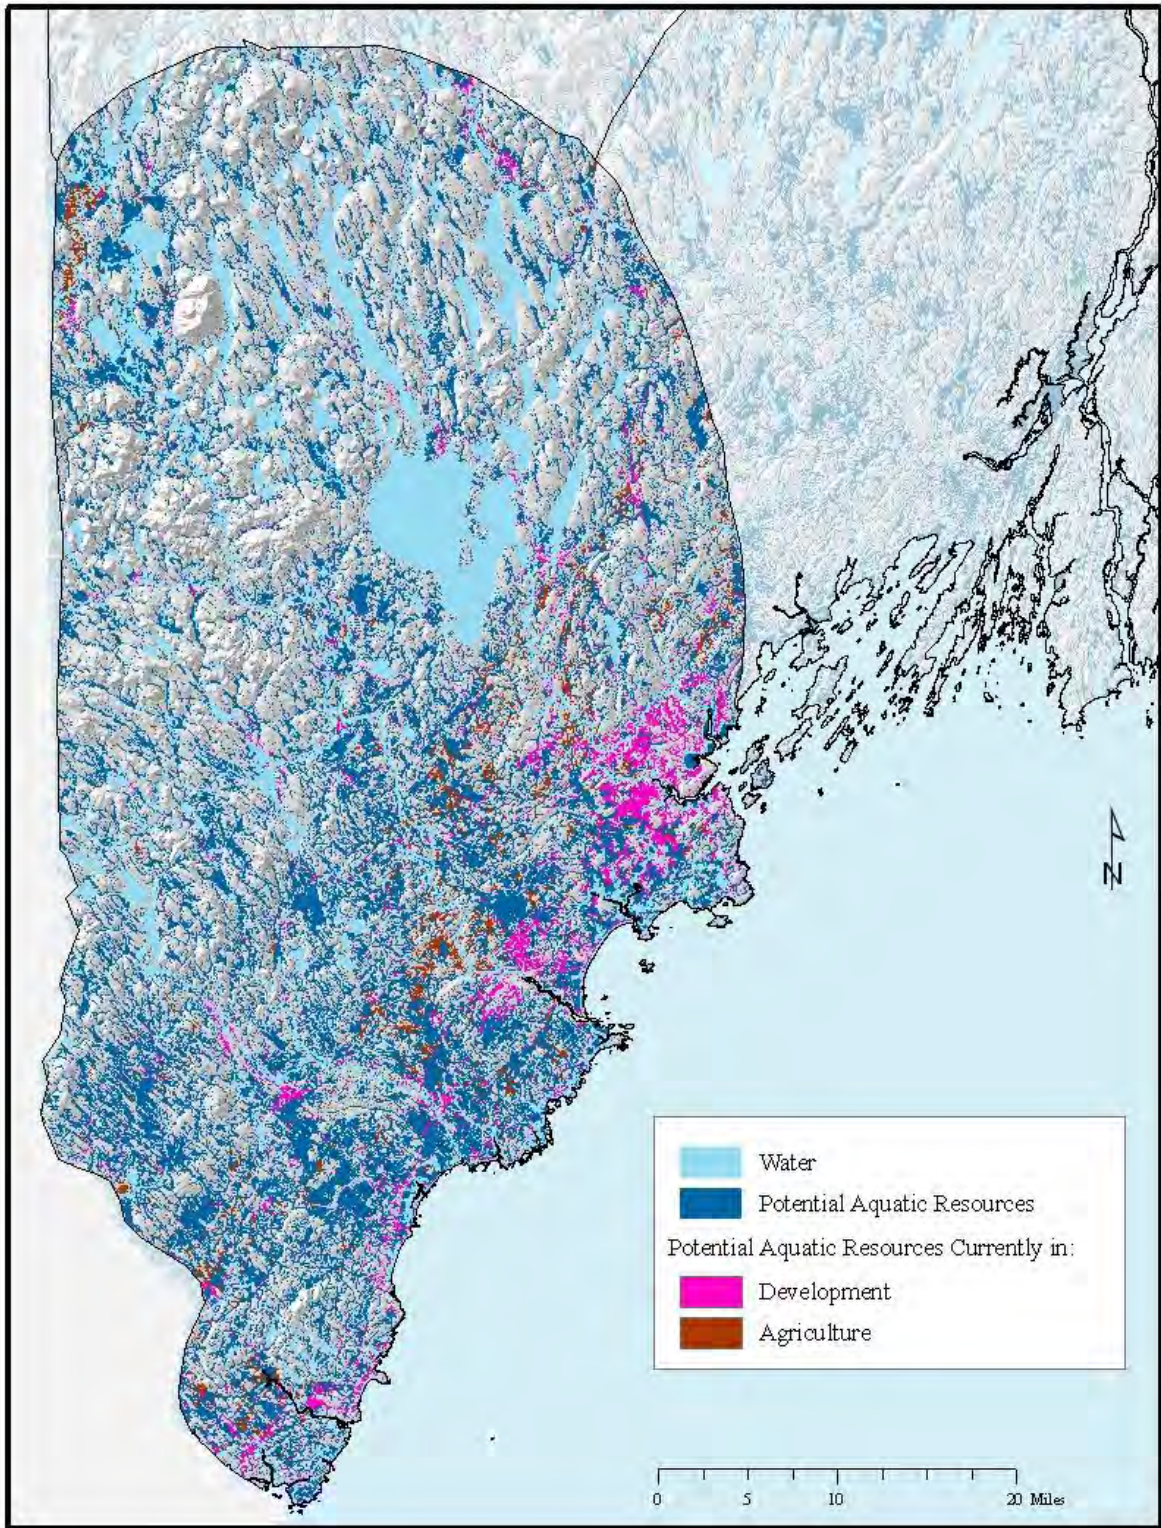 N
Water
Potential Aquatic Resources
Potential Aquatic Resources Currently in:
Development
Agriculture
0 5 10 20 Miles